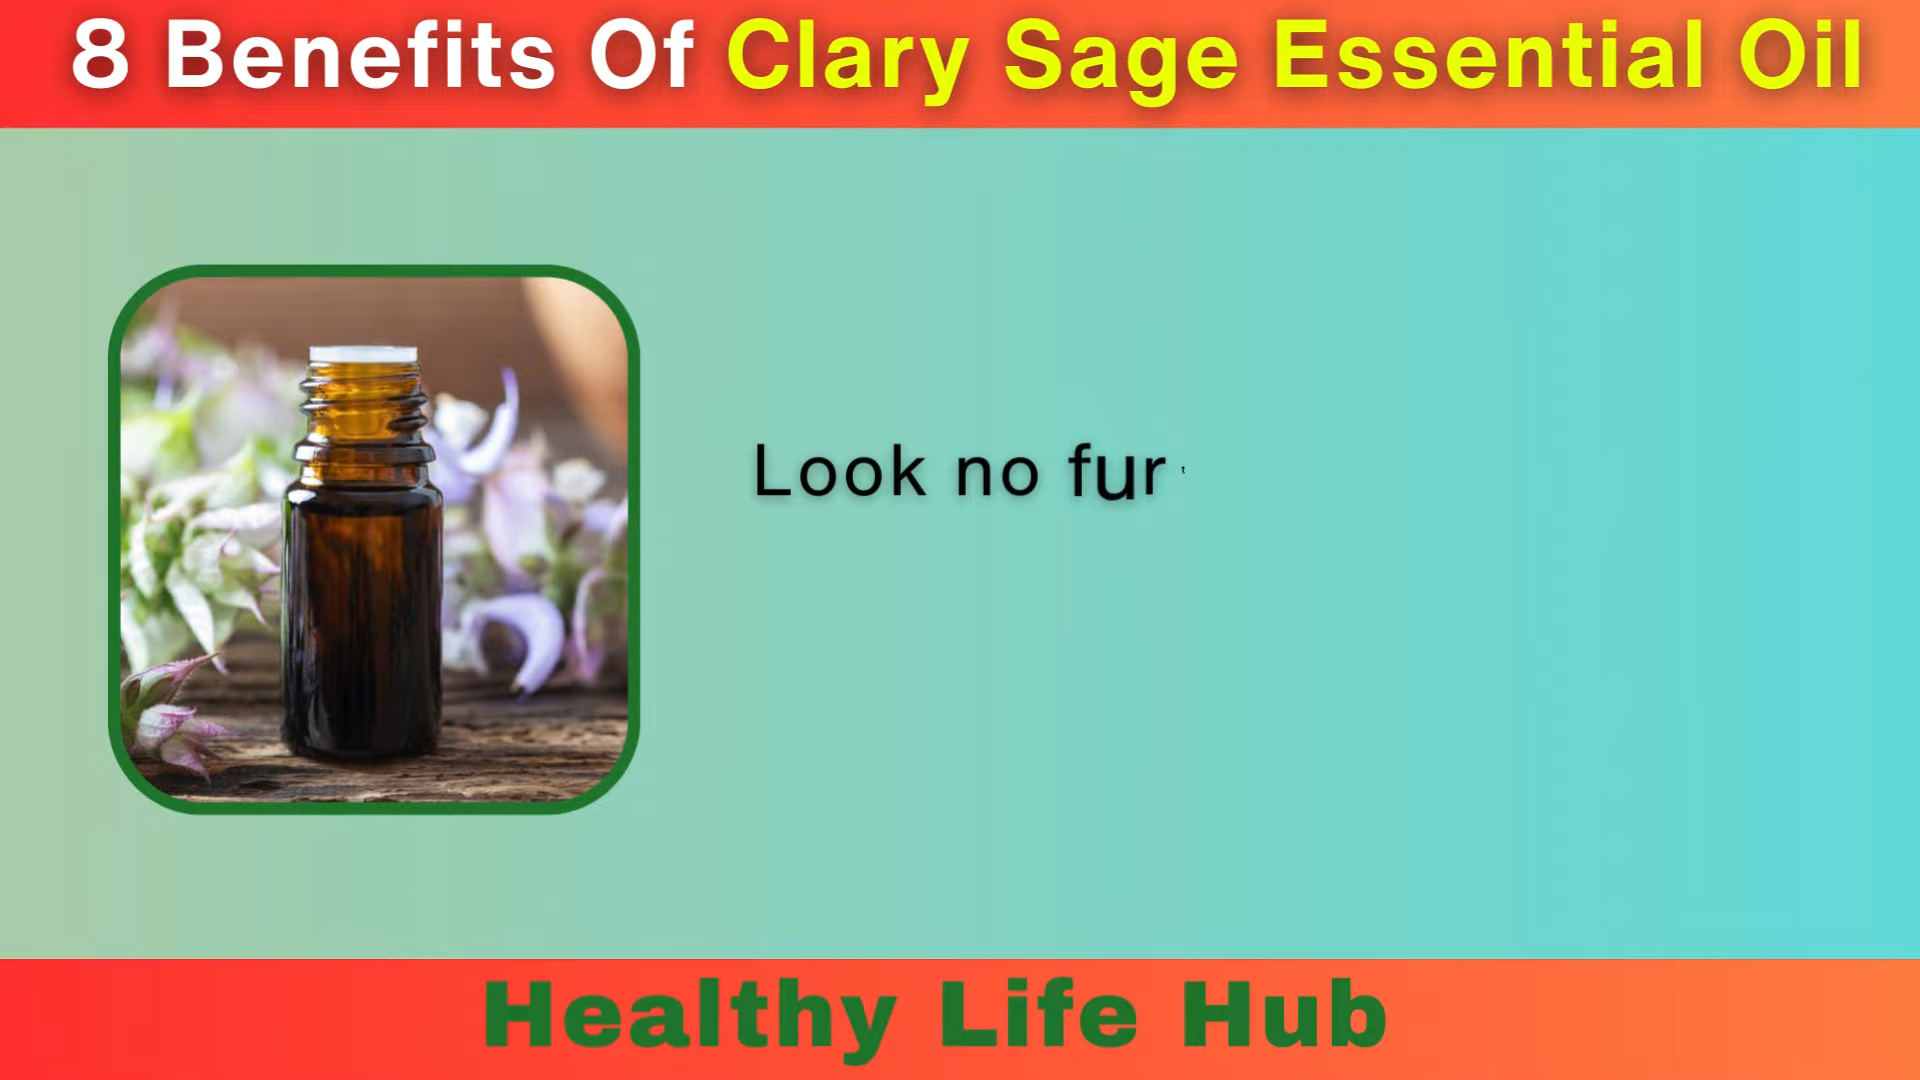 8 Benefits Of Clary Sage Essential Oil
Look no fur
Healthy Life Hub